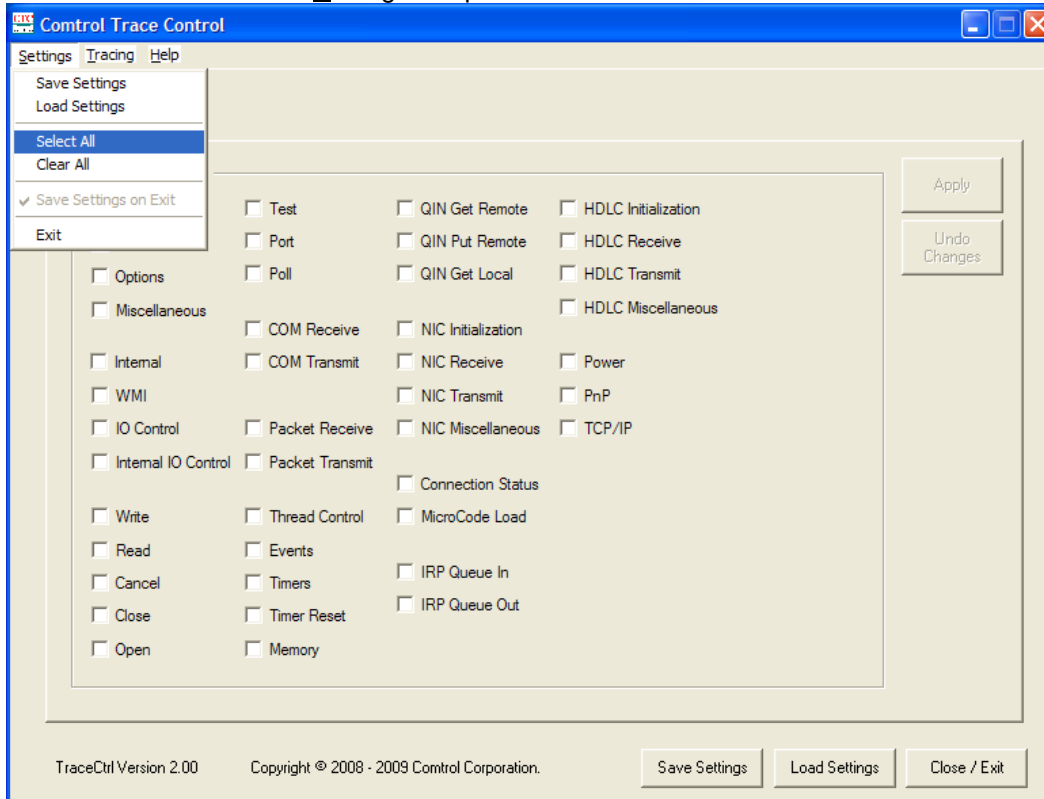 CTC Comtrol Trace Control
Settings Tracing Help
Save Settings
Load Settings
Select All
Clear All
Save Settings on Exit
Exit
Options
Miscellaneous
Internal
WMI
IO Control
Internal IO Control
Write
Read
Cancel
Close
Open
Test
Port
Poll
COM Receive
COM Transmit
Packet Receive
Packet Transmit
Thread Control
Events
Timers
Timer Reset
Memory
QIN Get Remote
QIN Put Remote
QIN Get Local
NIC Initialization
NIC Receive
NIC Transmit
NIC Miscellaneous
Connection Status
MicroCode Load
IRP Queue In
IRP Queue Out
HDLC Initialization
HDLC Receive
HDLC Transmit
HDLC Miscellaneous
Power
PnP
TCP/IP
Apply
Undo
Changes
TraceCtrl Version 2.00 Copyright © 2008 - 2009 Comtrol Corporation. Save Settings Load Settings Close / Exit